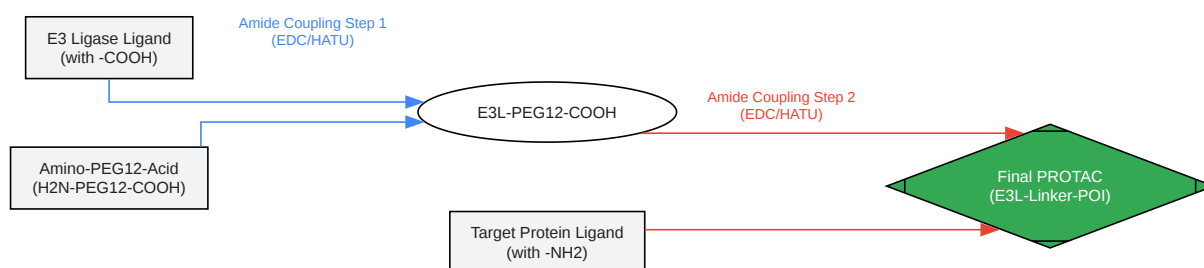 E3 Ligase Ligand
(with -COOH)
Amide Coupling Step 1
(EDC/HATU)
E3L-PEG12-COOH
Amide Coupling Step 2
(EDC/HATU)
Amino-PEG12-Acid
(H2N-PEG12-COOH)
Final PROTAC
(E3L-Linker-POI)
Target Protein Ligand
(with -NH2)